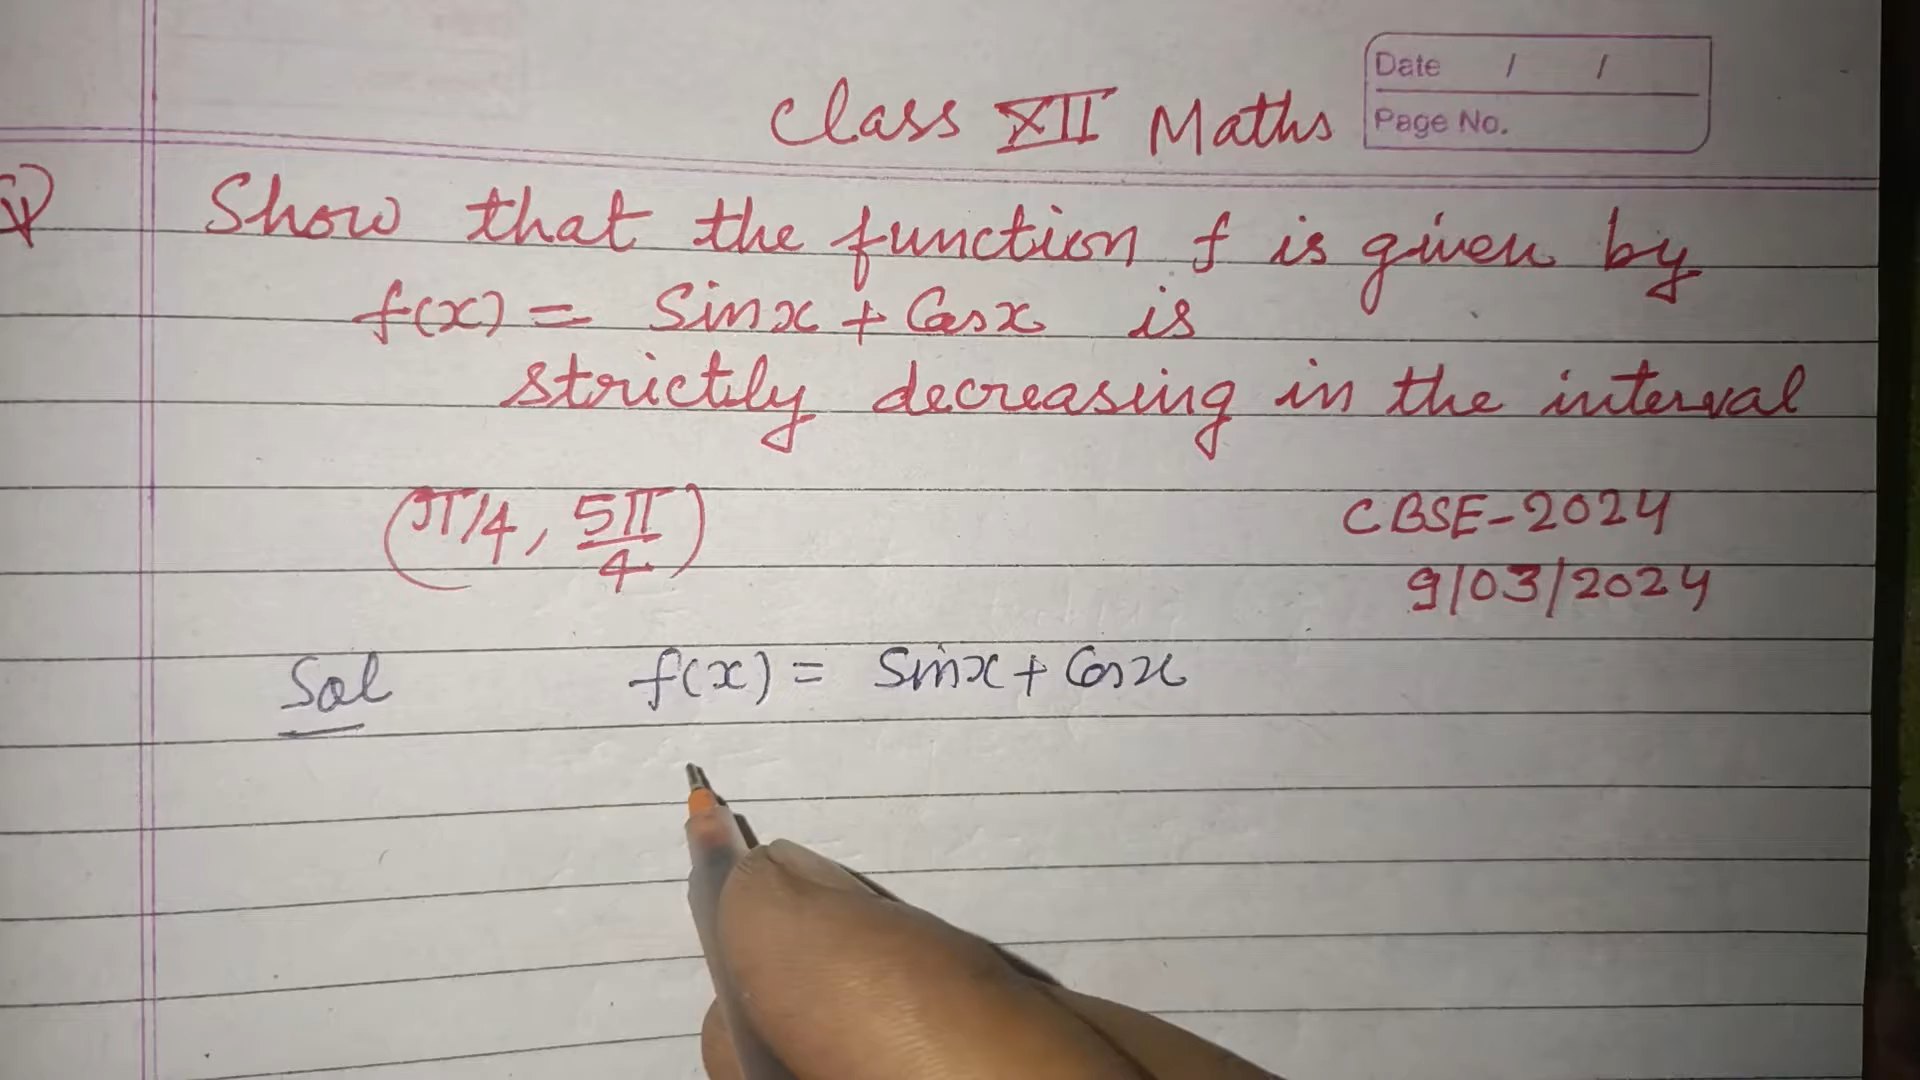 Date / /
Page No.
Class XII Maths
Q Show that the function f is given by
f(x) = Sinx + Cosx is
strictily decreasing in the interval
(π/4, 5π/4)
CBSE-2024
9/03/2024
Sol f(x) = Sinx + Cosx